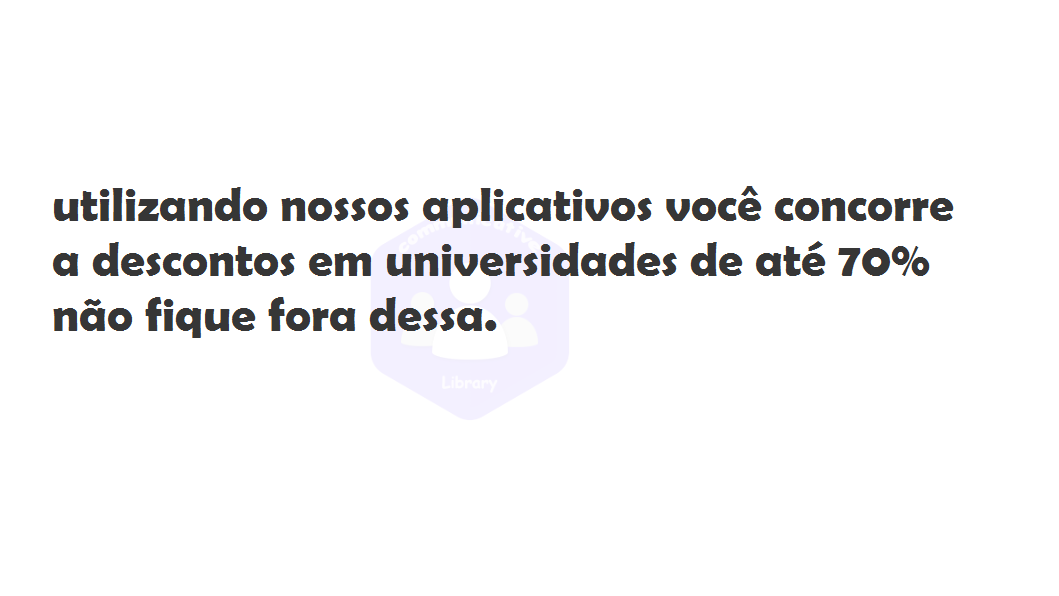 utilizando nossos aplicativos você concorre
a descontos em universidades de até 70%
não fique fora dessa.
Library